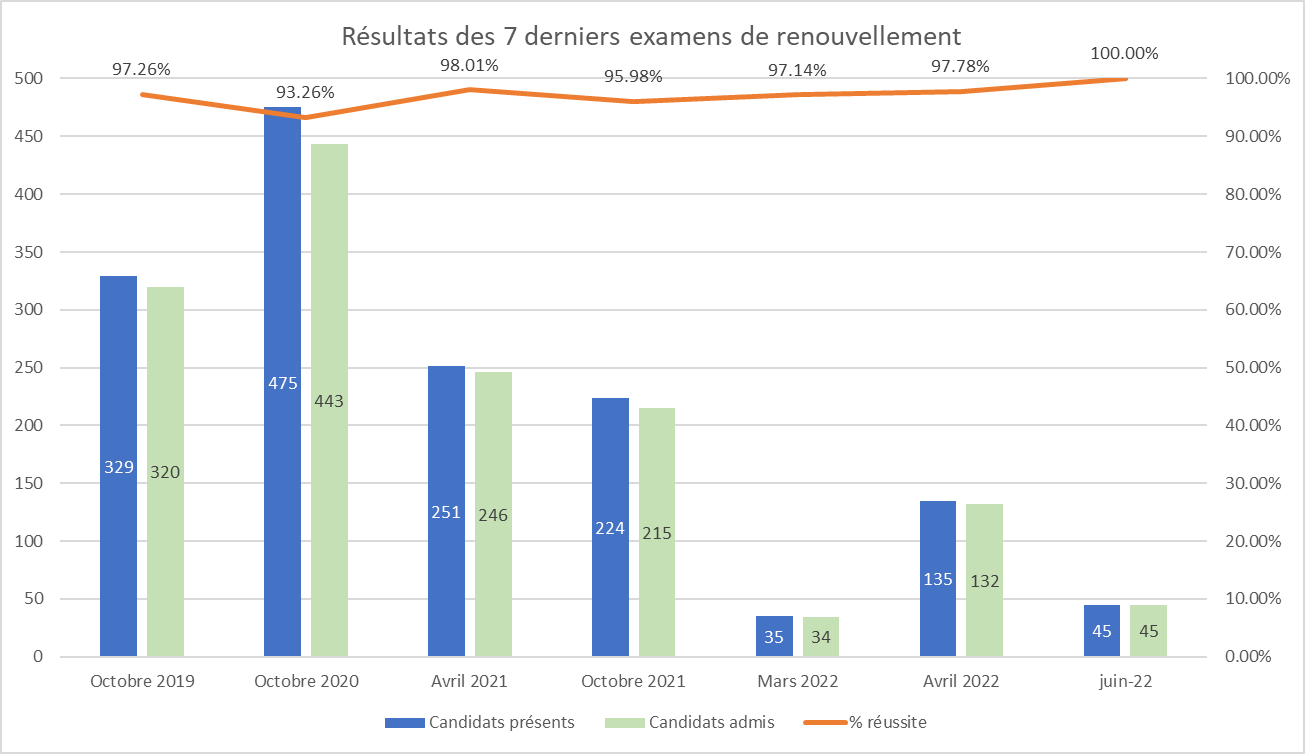 Résultats des 7 derniers examens de renouvellement
97.26% 93.26% 98.01% 95.98% 97.14% 97.78% 100.00%
500 100.00%
450 90.00%
400 80.00%
350 70.00%
300 60.00%
250 50.00%
200 40.00%
150 30.00%
100 20.00%
50 10.00%
0 0.00%
329 320 475 443 251 246 224 215 35 34 135 132 45 45
Octobre 2019 Octobre 2020 Avril 2021 Octobre 2021 Mars 2022 Avril 2022 juin-22
Candidats présents Candidats admis % réussite